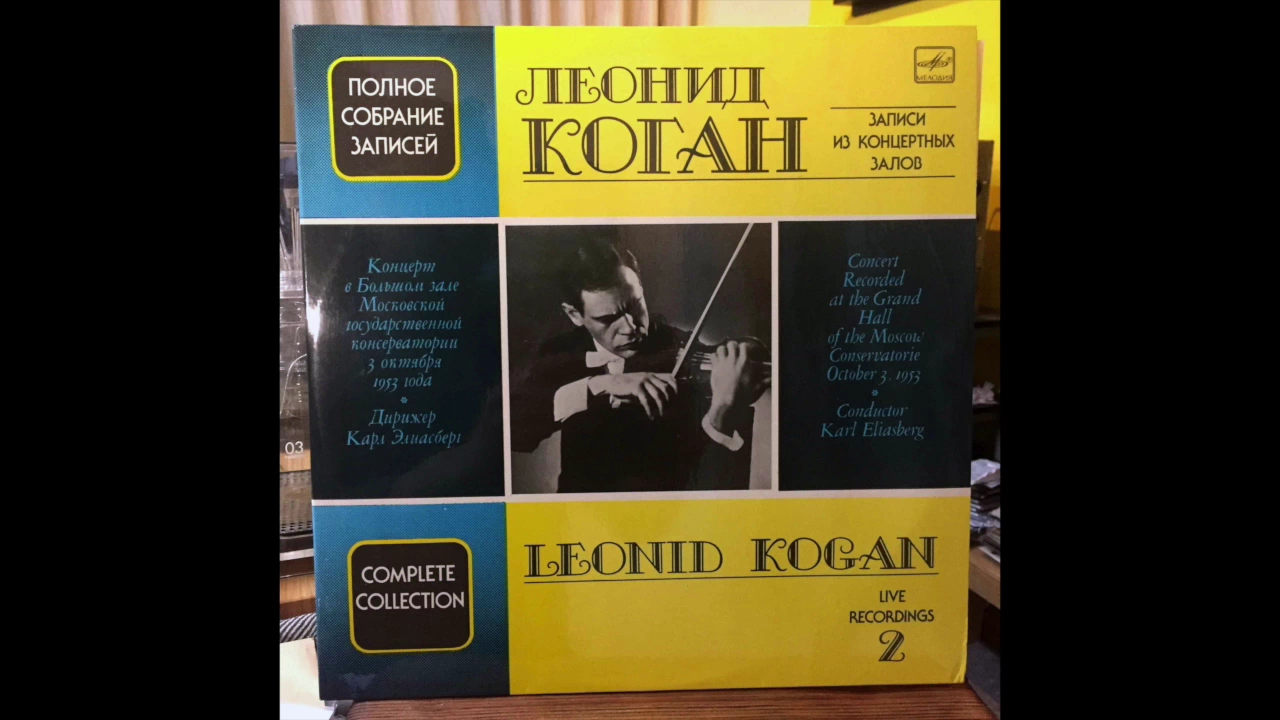 ПОЛНОЕ
СОБРАНИЕ
ЗАПИСЕЙ
ЛЕОНИД
КОГАН
МЕЛОДИЯ
ЗАПИСИ
ИЗ КОНЦЕРТНЫХ
ЗАЛОВ
Концерт
в Большом зале
Московской
государственной
консерватории
3 октября
1953 года
*
Дирижер
Карл Элиасберг
Concert
Recorded
at the Grand
Hall
of the Moscow
Conservatorie
October 3, 1953
*
Conductor
Karl Eliasberg
03
COMPLETE
COLLECTION
LEONID KOGAN
LIVE
RECORDINGS
2